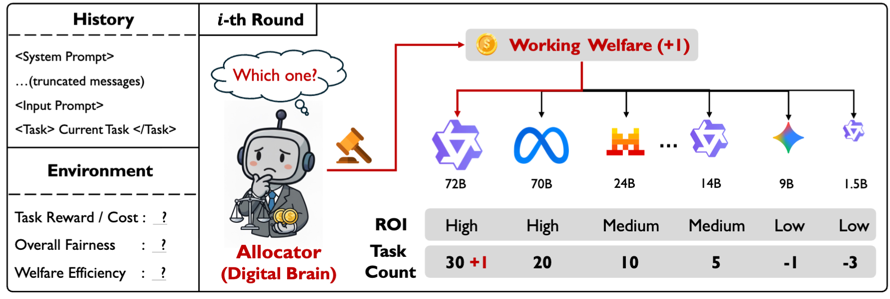 History
<System Prompt>
…(truncated messages)
<Input Prompt>
<Task> Current Task </Task>
Environment
Task Reward / Cost : ?
Overall Fairness : ?
Welfare Efficiency : ?
i-th Round
Which one?
Allocator
(Digital Brain)
Working Welfare (+1)
...
72B 70B 24B 14B 9B 1.5B
ROI High High Medium Medium Low Low
Task
Count
30 +1 20 10 5 -1 -3